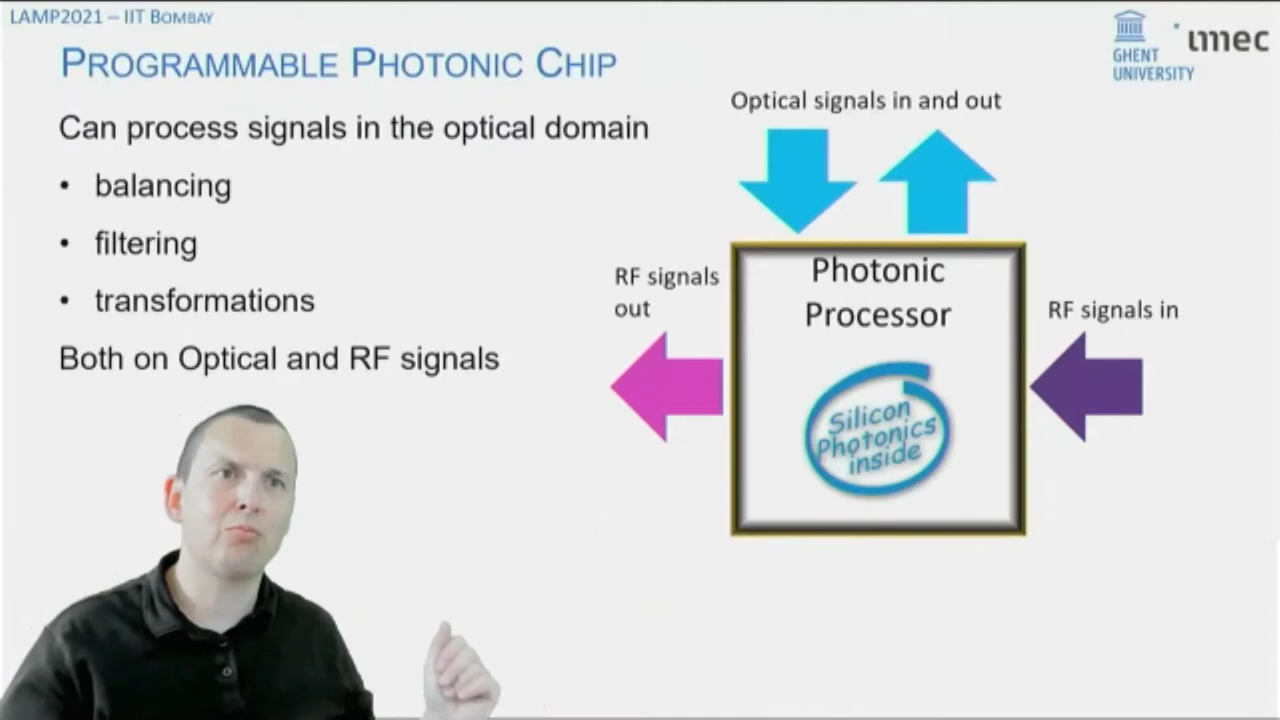 LAMP2021 – IIT BOMBAY
PROGRAMMABLE PHOTONIC CHIP
GHENT
UNIVERSITY
imec
Can process signals in the optical domain
• balancing
• filtering
• transformations
Both on Optical and RF signals
Optical signals in and out
RF signals
out
Photonic
Processor
RF signals in
Silicon
Photonics
inside